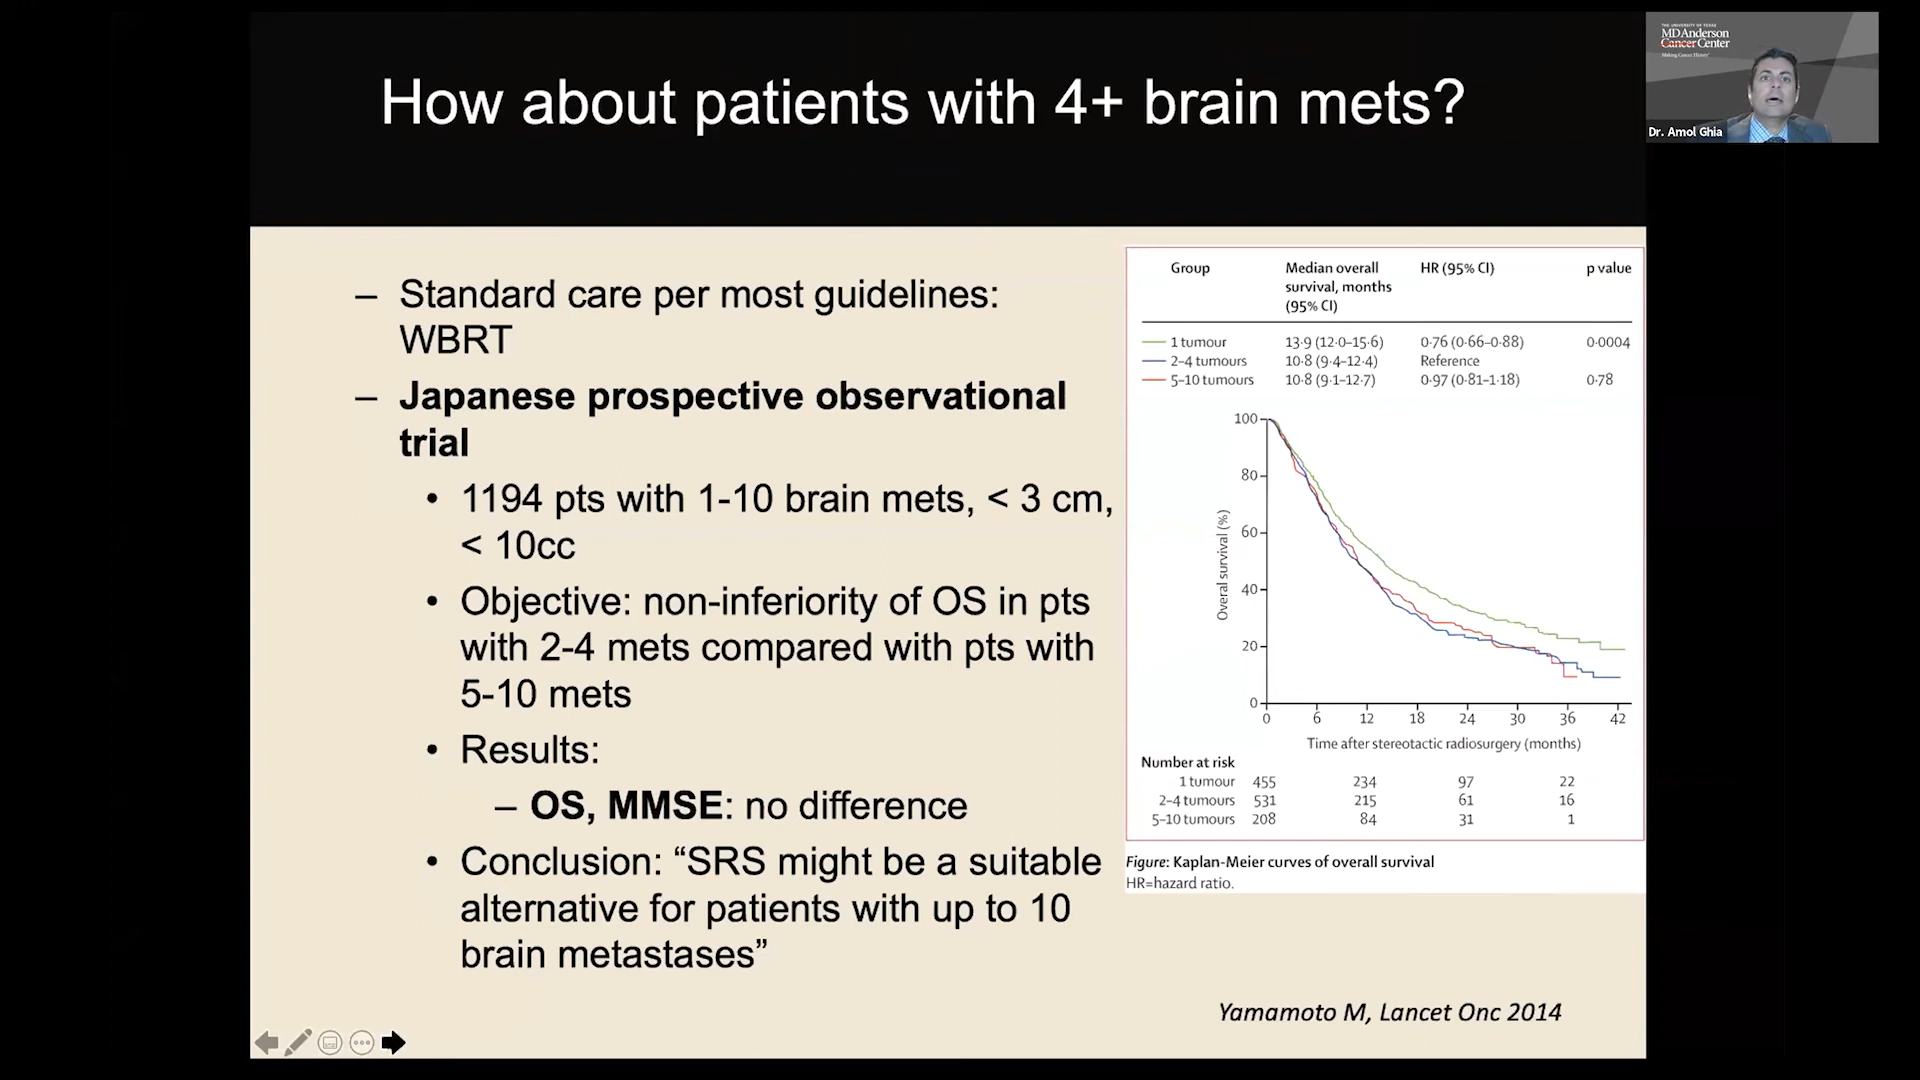 How about patients with 4+ brain mets?
THE UNIVERSITY OF TEXAS
MD Anderson
Cancer Center
Making Cancer History®
Dr. Amol Ghia
– Standard care per most guidelines:
WBRT
– Japanese prospective observational
trial
• 1194 pts with 1-10 brain mets, < 3 cm,
< 10cc
• Objective: non-inferiority of OS in pts
with 2-4 mets compared with pts with
5-10 mets
• Results:
– OS, MMSE: no difference
• Conclusion: “SRS might be a suitable
alternative for patients with up to 10
brain metastases”
Group Median overall HR (95% CI) p value
survival, months
(95% CI)
1 tumour 13·9 (12·0–15·6) 0·76 (0·66–0·88) 0·0004
2–4 tumours 10·8 (9·4–12·4) Reference
5–10 tumours 10·8 (9·1–12·7) 0·97 (0·81–1·18) 0·78
100
80
60
40
20
0
Overall survival (%)
0 6 12 18 24 30 36 42
Time after stereotactic radiosurgery (months)
Number at risk
1 tumour 455 234 97 22
2–4 tumours 531 215 61 16
5–10 tumours 208 84 31 1
Figure: Kaplan-Meier curves of overall survival
HR=hazard ratio.
Yamamoto M, Lancet Onc 2014